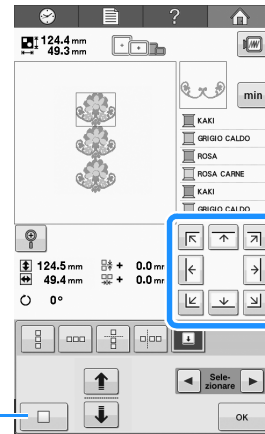 ?
124.4 mm
49.3 mm
min
KAKI
GRIGIO CALDO
ROSA
ROSA CARNE
KAKI
GRIGIO CALDO
124.5 mm + 0.0 mm
49.4 mm + 0.0 mm
0°
Sele-
zionare
OK